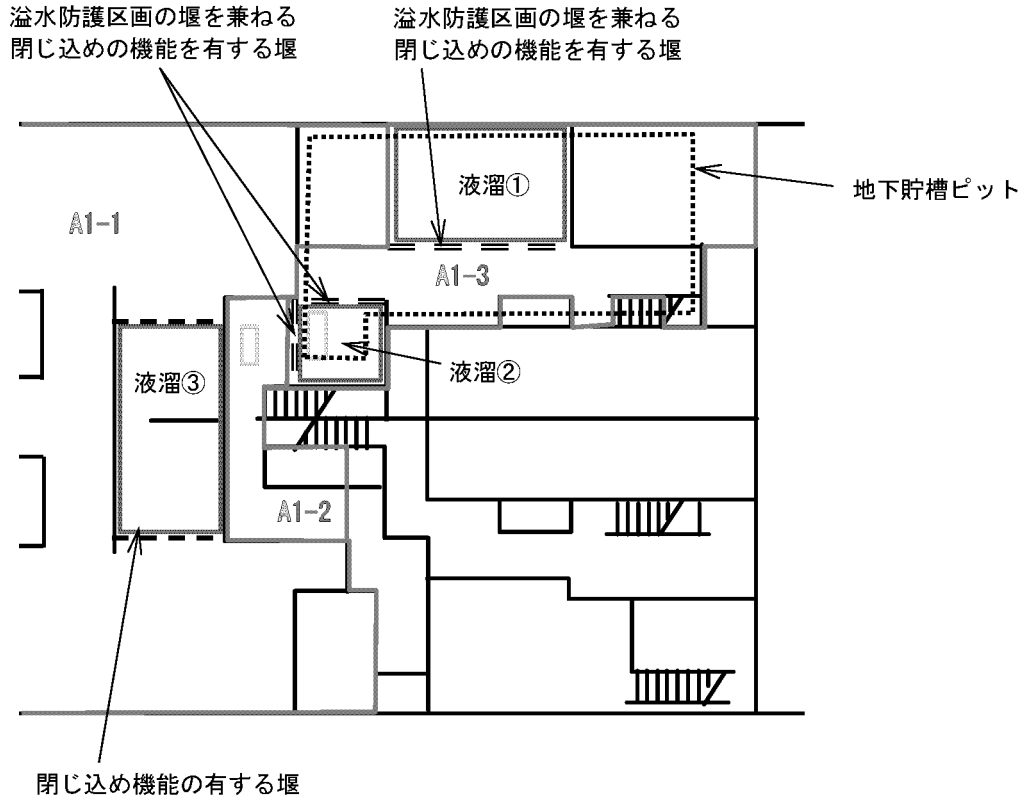 溢水防護区画の堰を兼ねる
閉じ込めの機能を有する堰
溢水防護区画の堰を兼ねる
閉じ込めの機能を有する堰
液溜①
地下貯槽ピット
A1-1
A1-3
液溜②
液溜③
A1-2
閉じ込め機能の有する堰